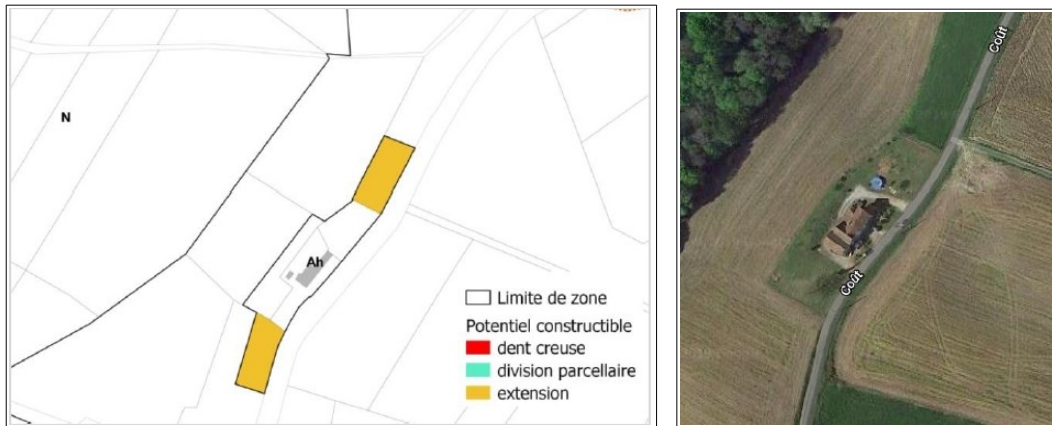 N
Ah
Limite de zone
Potentiel constructible
dent creuse
division parcellaire
extension
Coût
Coût